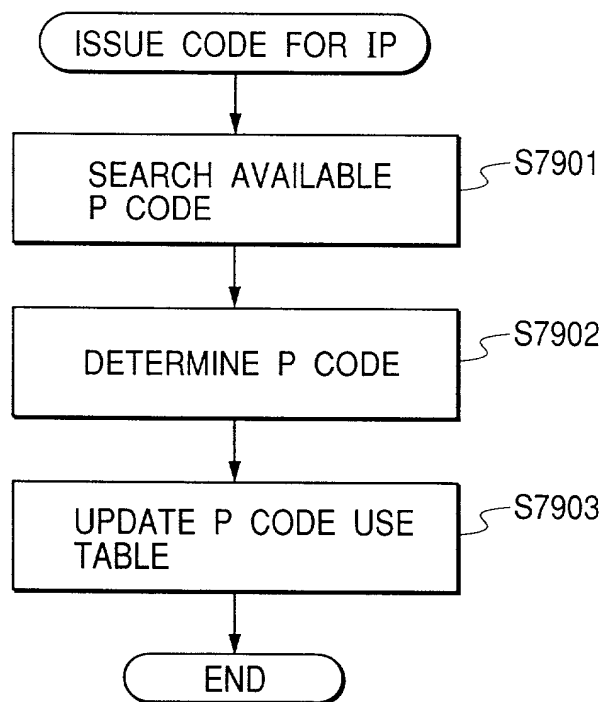 ISSUE CODE FOR IP
SEARCH AVAILABLE
P CODE
S7901
DETERMINE P CODE
S7902
UPDATE P CODE USE
TABLE
S7903
END